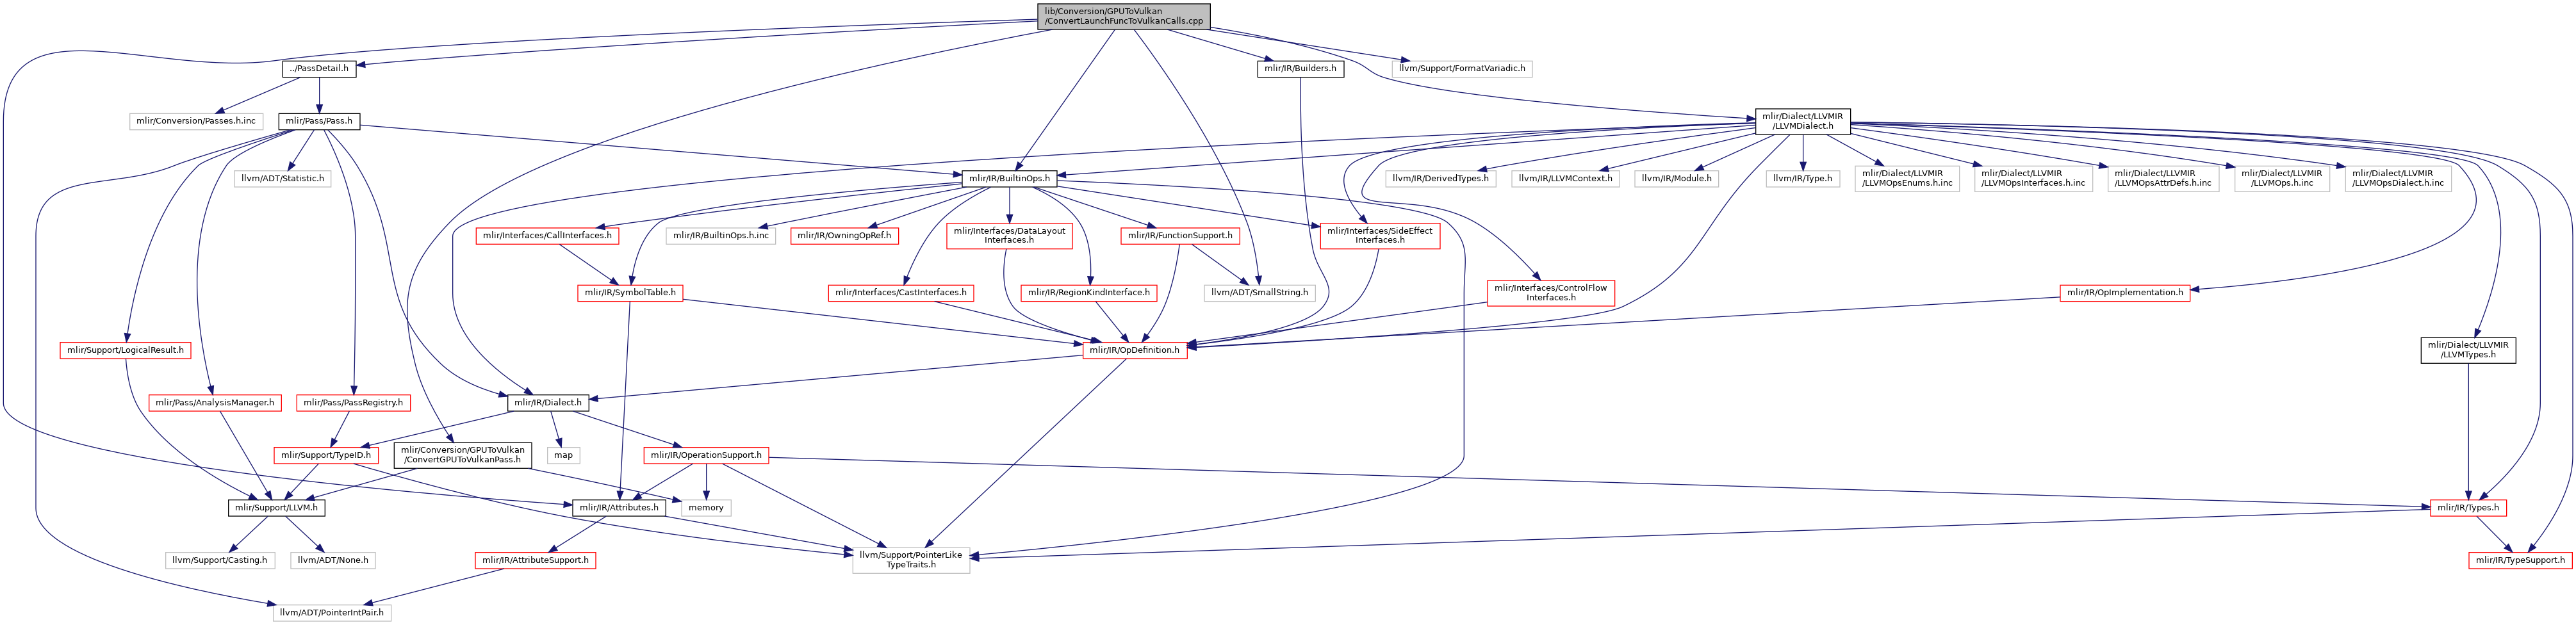 lib/Conversion/GPUToVulkan
/ConvertLaunchFuncToVulkanCalls.cpp
../PassDetail.h
mlir/IR/Builders.h
llvm/Support/FormatVariadic.h
mlir/Conversion/Passes.h.inc
mlir/Pass/Pass.h
mlir/Dialect/LLVMIR
/LLVMDialect.h
llvm/ADT/Statistic.h
mlir/IR/BuiltinOps.h
llvm/IR/DerivedTypes.h
llvm/IR/LLVMContext.h
llvm/IR/Module.h
llvm/IR/Type.h
mlir/Dialect/LLVMIR
/LLVMOpsEnums.h.inc
mlir/Dialect/LLVMIR
/LLVMOpsInterfaces.h.inc
mlir/Dialect/LLVMIR
/LLVMOpsAttrDefs.h.inc
mlir/Dialect/LLVMIR
/LLVMOps.h.inc
mlir/Dialect/LLVMIR
/LLVMOpsDialect.h.inc
mlir/Interfaces/CallInterfaces.h
mlir/IR/BuiltinOps.h.inc
mlir/IR/OwningOpRef.h
mlir/Interfaces/DataLayout
Interfaces.h
mlir/IR/FunctionSupport.h
mlir/Interfaces/SideEffect
Interfaces.h
mlir/IR/SymbolTable.h
mlir/Interfaces/CastInterfaces.h
mlir/IR/RegionKindInterface.h
llvm/ADT/SmallString.h
mlir/Interfaces/ControlFlow
Interfaces.h
mlir/IR/OpImplementation.h
mlir/Support/LogicalResult.h
mlir/IR/OpDefinition.h
mlir/Dialect/LLVMIR
/LLVMTypes.h
mlir/Pass/AnalysisManager.h
mlir/Pass/PassRegistry.h
mlir/IR/Dialect.h
mlir/Support/TypeID.h
mlir/Conversion/GPUToVulkan
/ConvertGPUToVulkanPass.h
map
mlir/IR/OperationSupport.h
mlir/Support/LLVM.h
mlir/IR/Attributes.h
memory
mlir/IR/Types.h
llvm/Support/Casting.h
llvm/ADT/None.h
mlir/IR/AttributeSupport.h
llvm/Support/PointerLike
TypeTraits.h
mlir/IR/TypeSupport.h
llvm/ADT/PointerIntPair.h